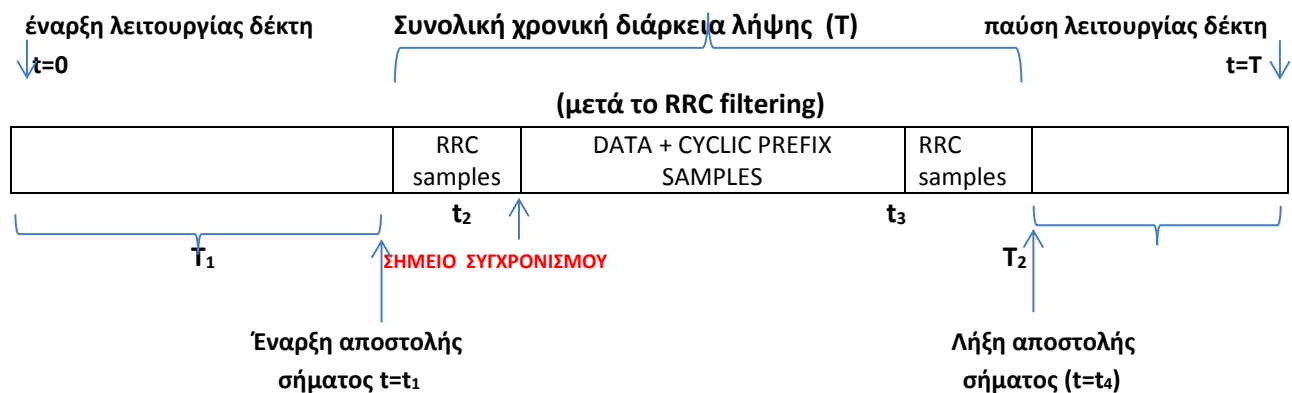 έναρξη λειτουργίας δέκτη Συνολική χρονική διάρκεια λήψης (Τ) παύση λειτουργίας δέκτη
t=0 t=T
(μετά το RRC filtering)
RRC DATA + CYCLIC PREFIX RRC
samples SAMPLES samples
t₂ t₃
T₁ ΣΗΜΕΙΟ ΣΥΓΧΡΟΝΙΣΜΟΥ T₂
Έναρξη αποστολής Λήξη αποστολής
σήματος t=t₁ σήματος (t=t₄)